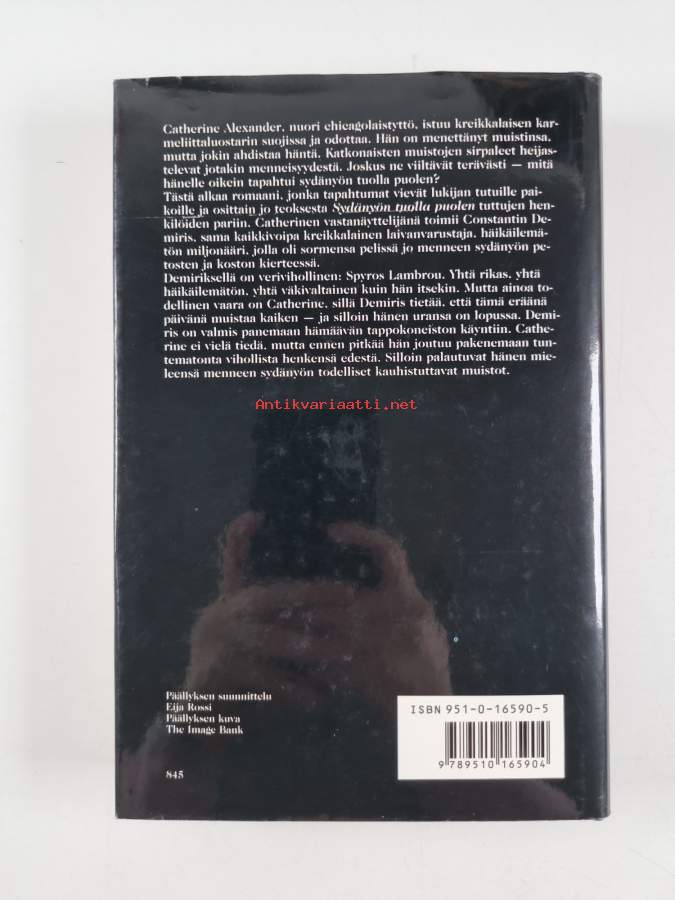 Catherine Alexander, nuori chicagolaistyttö, istuu kreikkalaisen kar-
meliittaluostarin suojissa ja odottaa. Hän on menettänyt muistinsa,
mutta jokin ahdistaa häntä. Katkonaisten muistojen sirpaleet heijas-
televat jotakin menneisyydestä. Joskus ne viiltävät terävästi — mitä
hänelle oikein tapahtui sydänyön tuolla puolen?
Tästä alkaa romaani, jonka tapahtumat vievät lukijan tutuille pai-
koille ja osittain jo teoksesta Sydänyön tuolla puolen tuttujen hen-
kilöiden pariin. Catherinen vastanäyttelijänä toimii Constantin De-
miris, sama kaikkivoipa kreikkalainen laivanvarustaja, häikäilemä-
tön miljonääri, jolla oli sormensa pelissä jo menneen sydänyön pe-
tosten ja koston kierteessä.
Demiriksellä on verivihollinen: Spyros Lambrou. Yhtä rikas, yhtä
häikäilemätön, yhtä väkivaltainen kuin hän itsekin. Mutta ainoa to-
dellinen vaara on Catherine, sillä Demiris tietää, että tämä eräänä
päivänä muistaa kaiken — ja silloin hänen uransa on lopussa. Demi-
ris on valmis panemaan hämäävän tappokoneiston käyntiin. Cathe-
rine ei vielä tiedä, mutta ennen pitkää hän joutuu pakenemaan tun-
tematonta vihollista henkensä edestä. Silloin palautuvat hänen mie-
leensä menneen sydänyön todelliset kauhistuttavat muistot.
Antikvariaatti.net
Päällyksen suunnittelu
Eija Rossi
Päällyksen kuva
The Image Bank
845
ISBN 951-0-16590-5
9 789510 165904